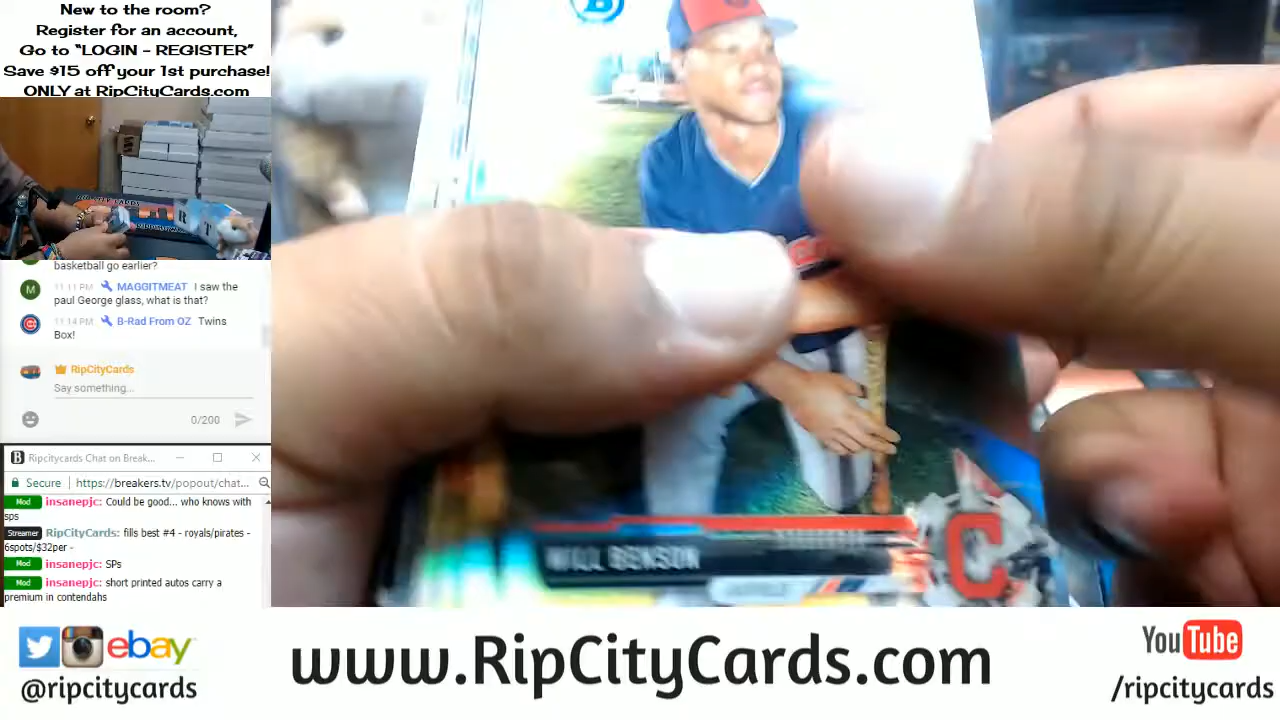 New to the room?
Register for an account,
Go to "LOGIN - REGISTER"
Save $15 off your 1st purchase!
ONLY at RipCityCards.com
basketball go earlier?
M
11:11 PM MAGGITMEAT I saw the
paul George glass, what is that?
11:14 PM B-Rad From OZ Twins
Box!
RipCityCards
Say something...
0/200
B Ripcitycards Chat on Break...
Secure https://breakers.tv/popout/chat...
Mod insanepjc: Could be good... who knows with
sps
Streamer RipCityCards: fills best #4 - royals/pirates -
6spots/$32per -
Mod insanepjc: SPs
Mod insanepjc: short printed autos carry a
premium in contendahs
B
WILL BENSON
C
ebay
@ripcitycards
www.RipCityCards.com
YouTube
/ripcitycards